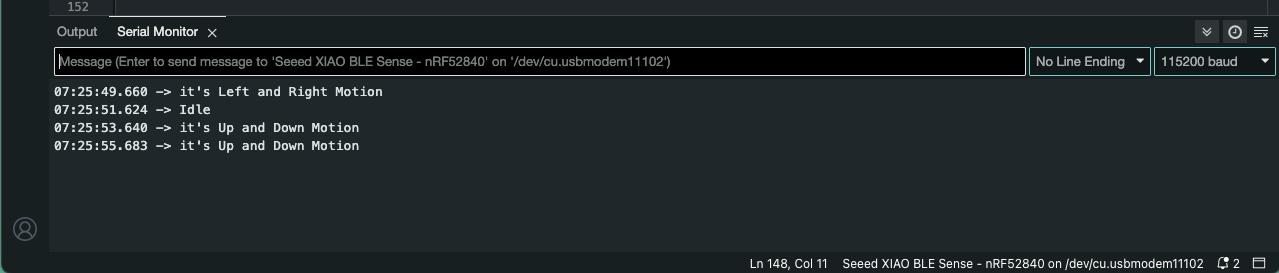 152
Output Serial Monitor
Message (Enter to send message to 'Seeed XIAO BLE Sense - nRF52840' on '/dev/cu.usbmodem11102') No Line Ending 115200 baud
07:25:49.660 -> it's Left and Right Motion
07:25:51.624 -> Idle
07:25:53.640 -> it's Up and Down Motion
07:25:55.683 -> it's Up and Down Motion
Ln 148, Col 11 Seeed XIAO BLE Sense - nRF52840 on /dev/cu.usbmodem11102 2